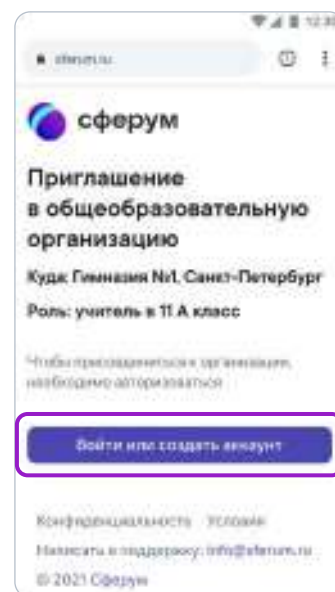 12:30
sferum.ru
сферум
Приглашение
в общеобразовательную
организацию
Куда: Гимназия №1, Санкт-Петербург
Роль: учитель в 11 А класс
Чтобы присоединиться к организации,
необходимо авторизоваться
Войти или создать аккаунт
Конфиденциальность Условия
Написать в поддержку: info@sferum.ru
© 2021 Сферум